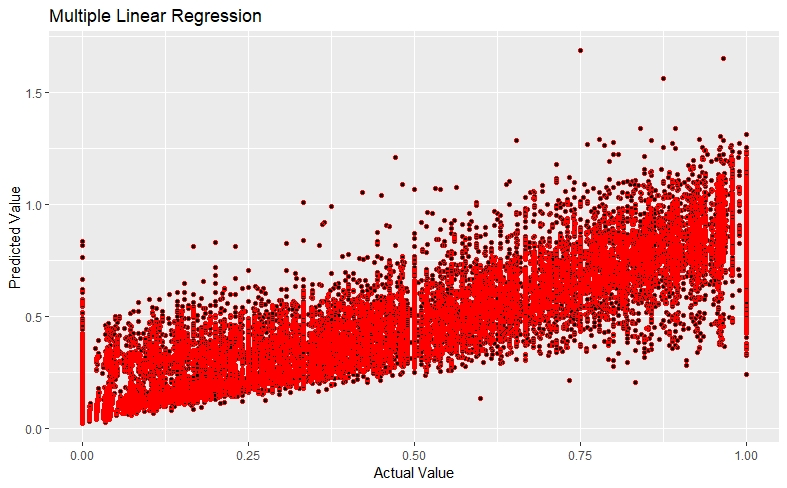 Multiple Linear Regression
Predicted Value
1.5
1.0
0.5
0.0
0.00 0.25 0.50 0.75 1.00
Actual Value